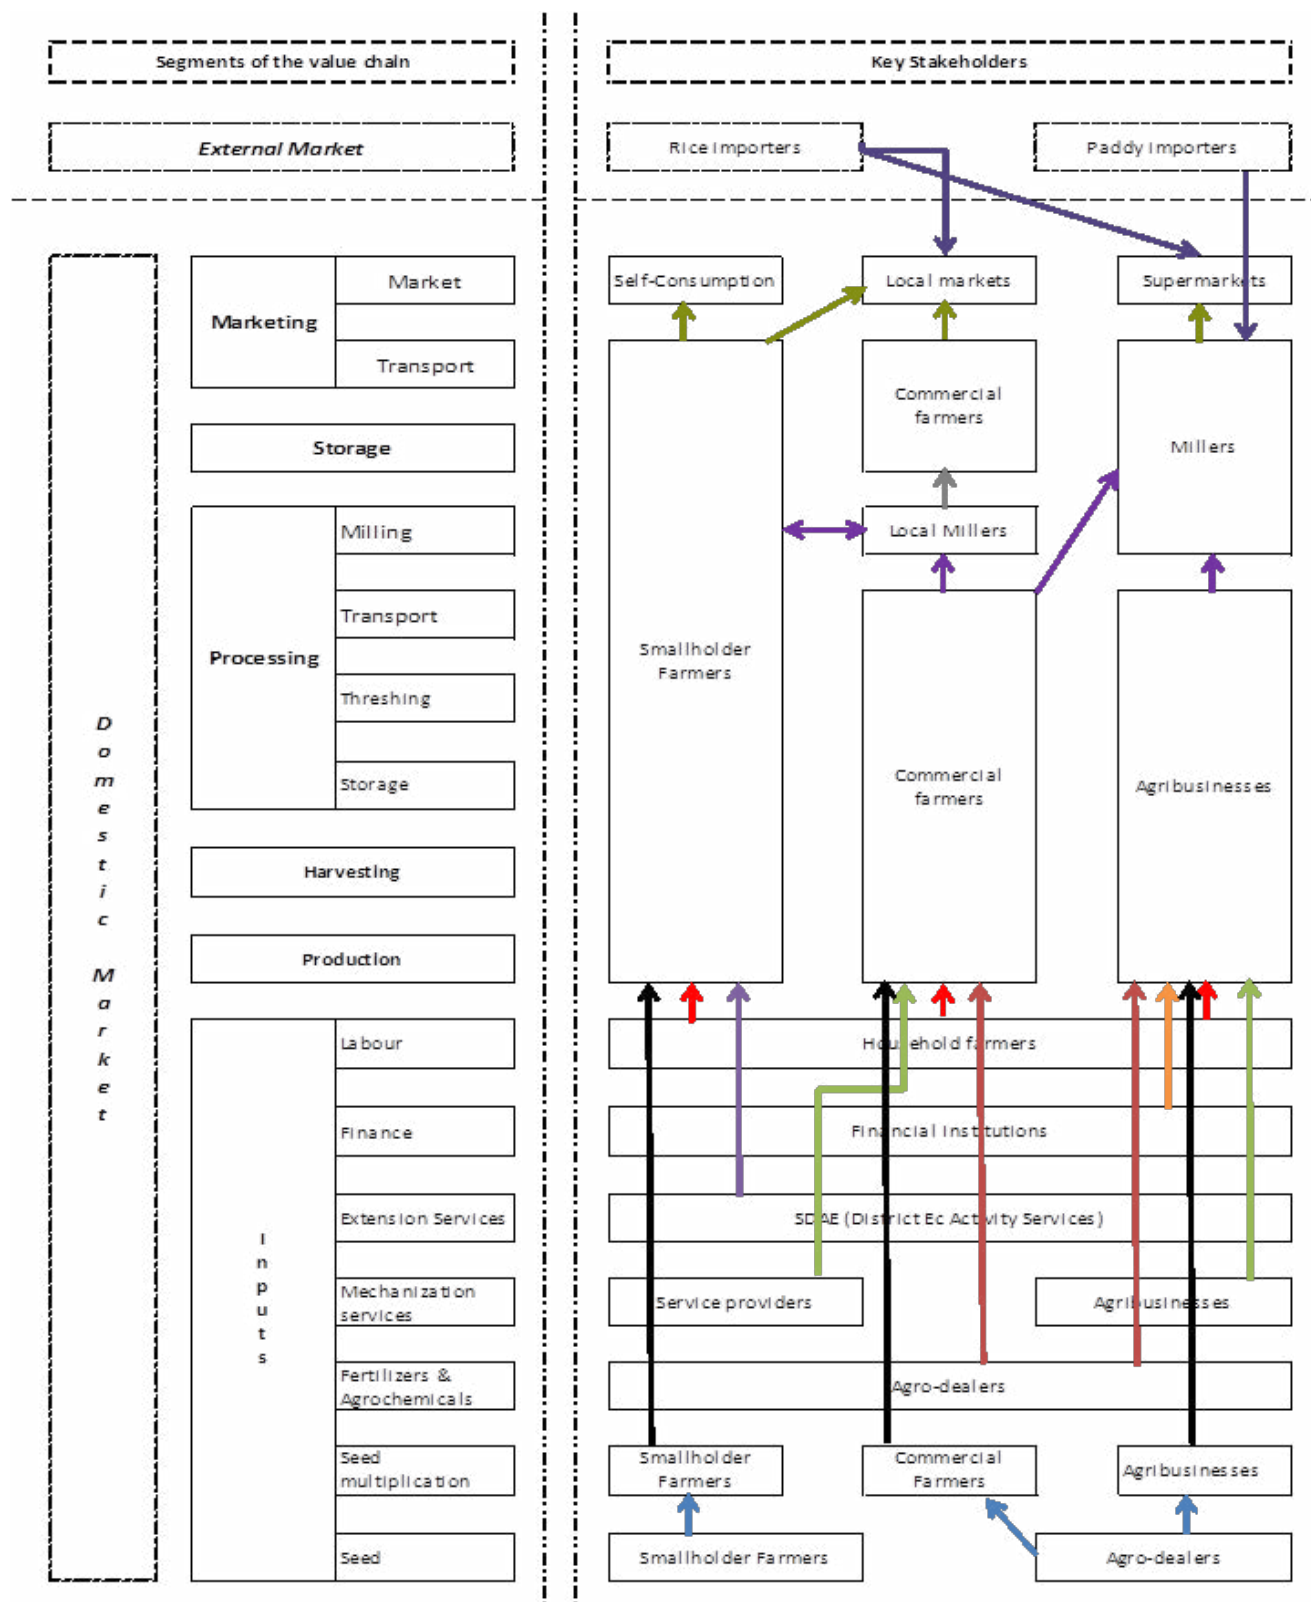 Segments of the value chain
Key Stakeholders
External Market
Rice Importers
Paddy Importers
Domestic Market
Marketing
Market
Transport
Self-Consumption
Local markets
Supermarkets
Commercial
farmers
Millers
Storage
Processing
Milling
Transport
Threshing
Storage
Local Millers
Smallholder
Farmers
Commercial
farmers
Agribusinesses
Harvesting
Production
Inputs
Labour
Household farmers
Finance
Financial Institutions
Extension Services
SDAE (District Ec Activity Services)
Mechanization
services
Service providers
Agribusinesses
Fertilizers &
Agrochemicals
Agro-dealers
Seed
multiplication
Smallholder
Farmers
Commercial
Farmers
Agribusinesses
Seed
Smallholder Farmers
Agro-dealers